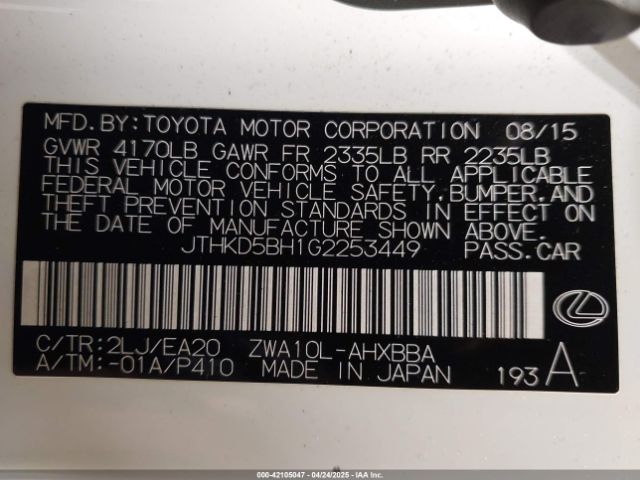 MFD.BY:TOYOTA MOTOR CORPORATION 08/15
GVWR 4170LB GAWR FR 2335LB RR 2235LB
THIS VEHICLE CONFORMS TO ALL APPLICABLE
FEDERAL MOTOR VEHICLE SAFETY,BUMPER,AND
THEFT PREVENTION STANDARDS IN EFFECT ON
THE DATE OF MANUFACTURE SHOWN ABOVE.
JTHKD5BH1G2253449 PASS.CAR
C/TR:2LJ/EA20 ZWA10L-AHXBBA
A/TM:-01A/P410 MADE IN JAPAN 193 A
000-42105047 - 04/24/2025 - IAAI.COM